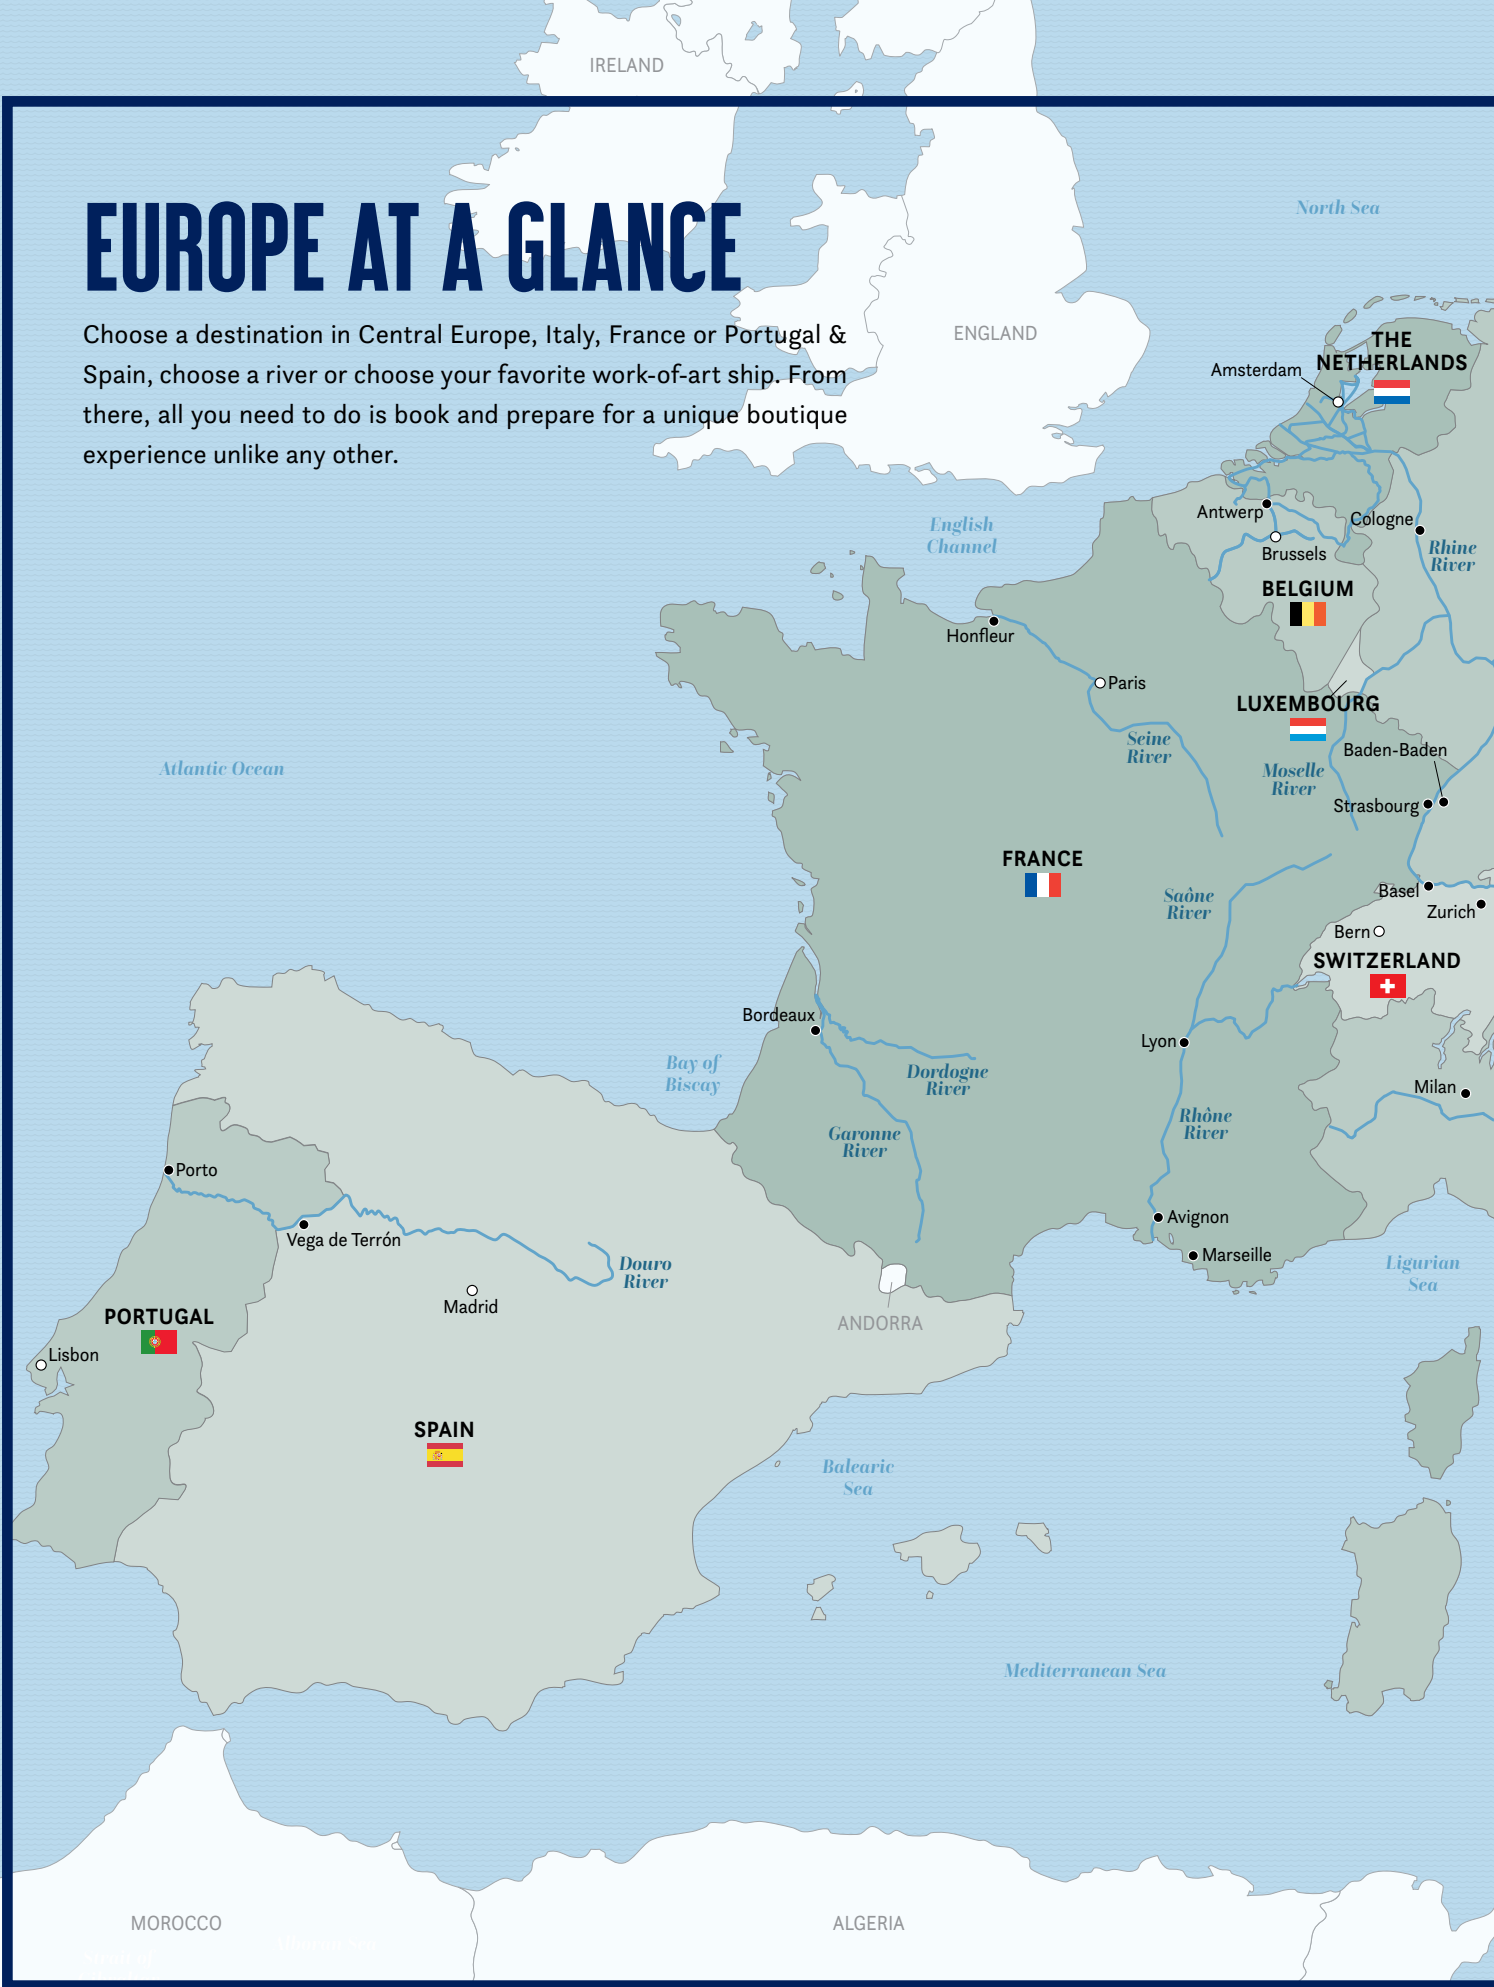 IRELAND
EUROPE AT A GLANCE
Choose a destination in Central Europe, Italy, France or Portugal &
Spain, choose a river or choose your favorite work-of-art ship. From
there, all you need to do is book and prepare for a unique boutique
experience unlike any other.
North Sea
ENGLAND
THE
NETHERLANDS
Amsterdam
English
Channel
Antwerp
Cologne
Brussels
Rhine
River
BELGIUM
Honfleur
Paris
LUXEMBOURG
Seine
River
Baden-Baden
Moselle
River
Atlantic Ocean
Strasbourg
FRANCE
Saône
River
Basel
Zurich
Bern
SWITZERLAND
Bordeaux
Lyon
Bay of
Biscay
Dordogne
River
Milan
Garonne
River
Rhône
River
Porto
Vega de Terrón
Avignon
Marseille
Douro
River
Ligurian
Sea
Madrid
ANDORRA
PORTUGAL
Lisbon
SPAIN
Balearic
Sea
Mediterranean Sea
MOROCCO
ALGERIA